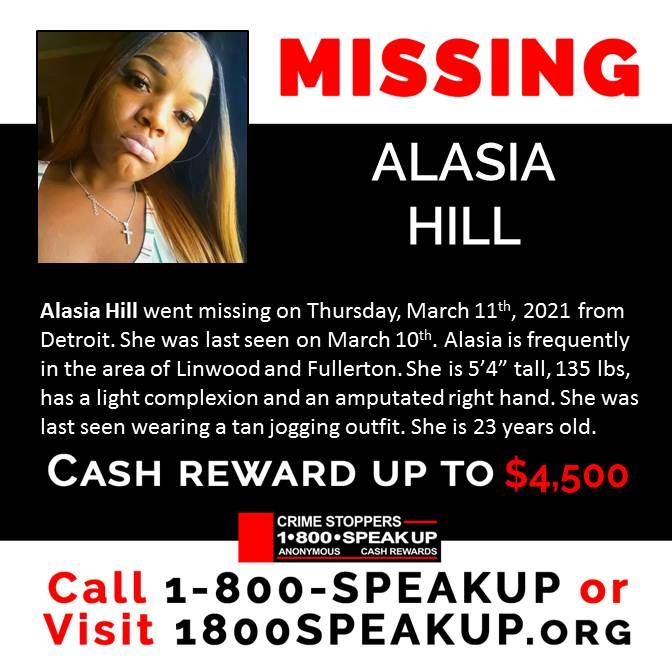 MISSING
ALASIA
HILL
Alasia Hill went missing on Thursday, March 11th, 2021 from
Detroit. She was last seen on March 10th. Alasia is frequently
in the area of Linwood and Fullerton. She is 5’4” tall, 135 lbs,
has a light complexion and an amputated right hand. She was
last seen wearing a tan jogging outfit. She is 23 years old.
CASH REWARD UP TO $4,500
CRIME STOPPERS
1•800•SPEAK UP
ANONYMOUS CASH REWARDS
Call 1-800-SPEAKUP or
Visit 1800SPEAKUP.ORG